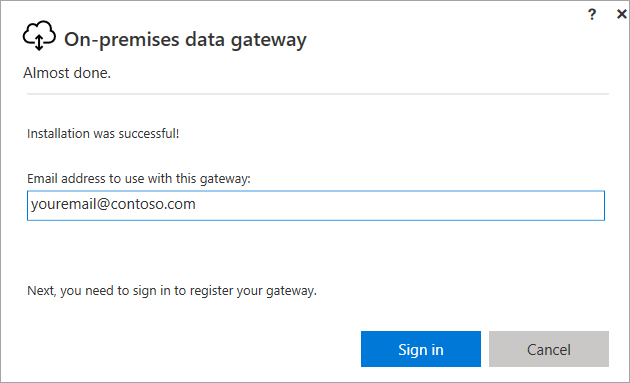 ? ×
On-premises data gateway
Almost done.
Installation was successful!
Email address to use with this gateway:
youremail@contoso.com
Next, you need to sign in to register your gateway.
Sign in Cancel